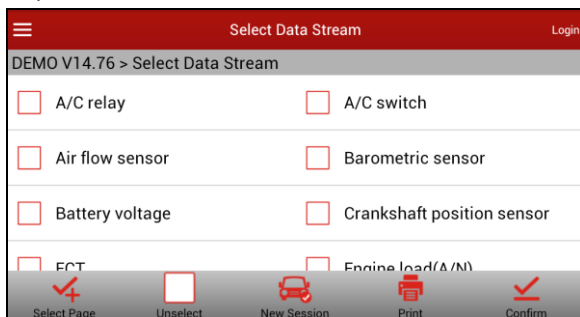 Select Data Stream
Login
DEMO V14.76 > Select Data Stream
A/C relay
A/C switch
Air flow sensor
Barometric sensor
Battery voltage
Crankshaft position sensor
ECT
Engine load(A/N)
Select Page
Unselect
New Session
Print
Confirm